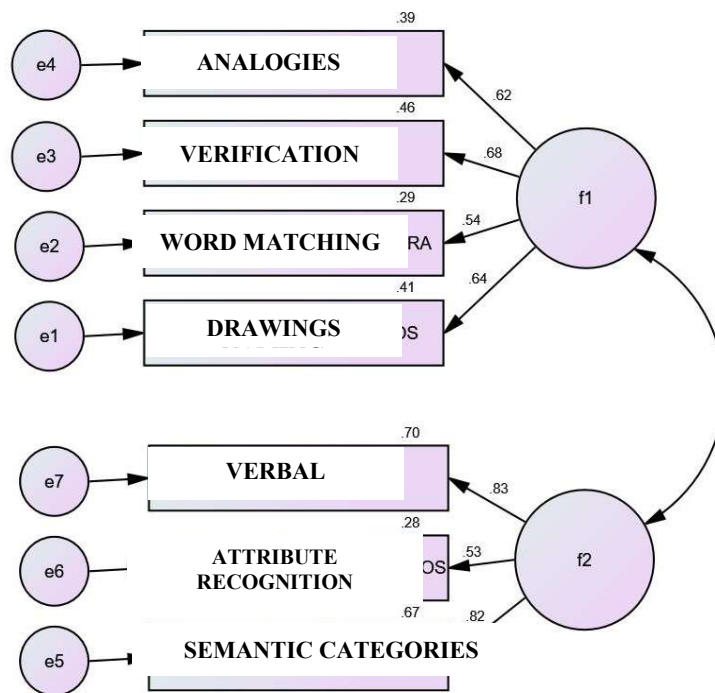 .39
e4
ANALOGIES
.62
.46
e3
VERIFICATION
.68
f1
.29
e2
WORD MATCHING
RA
.54
.41
e1
DRAWINGS
OS
.64
.70
e7
VERBAL
.83
.28
e6
ATTRIBUTE
RECOGNITION
OS
.53
f2
.67
e5
SEMANTIC CATEGORIES
.82